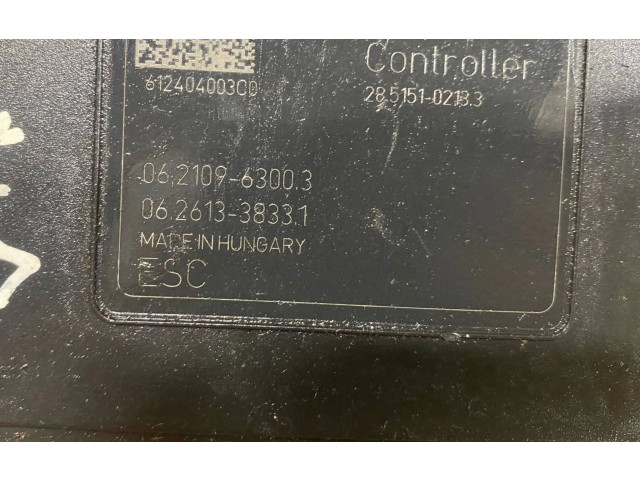 Controller
61240400300
28.5151-0213.3
06.2109-6300.3
06.2613-3833.1
MADE IN HUNGARY
ESC